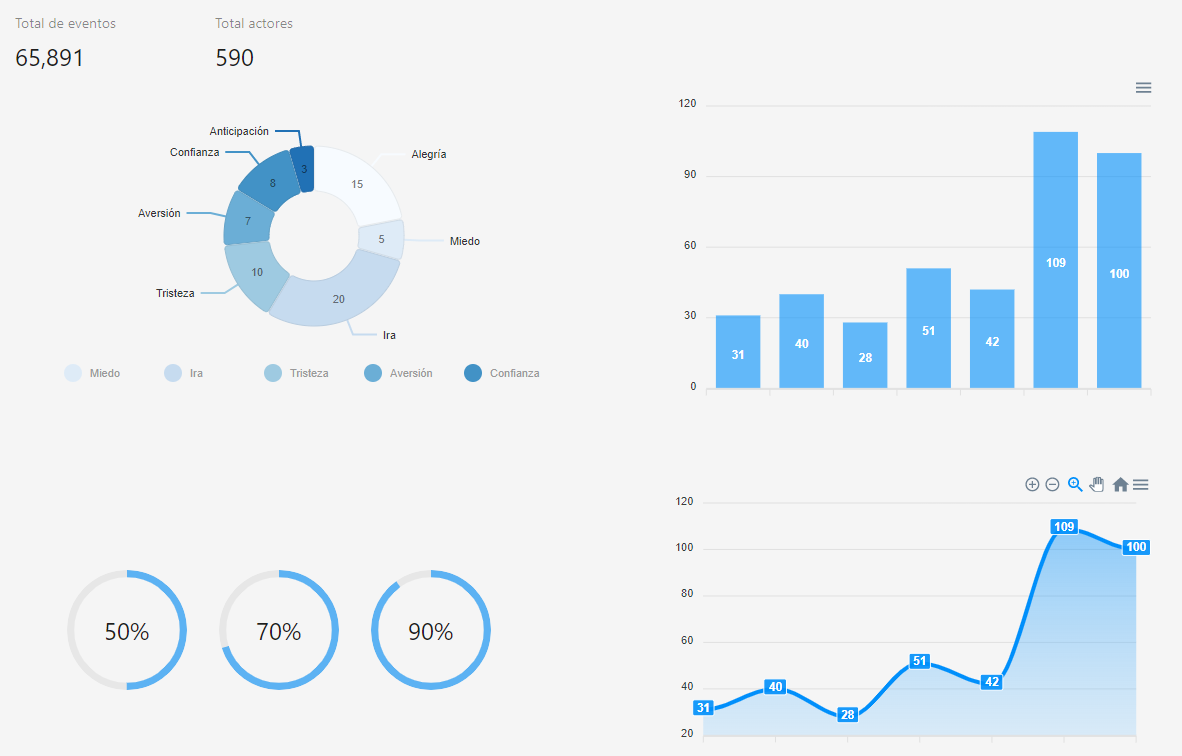 Total de eventos
65,891
Total actores
590
Anticipación
Confianza
Alegría
Aversión
Miedo
Tristeza
Ira
3
8
15
7
5
10
20
Miedo
Ira
Tristeza
Aversión
Confianza
120
90
60
30
0
31
40
28
51
42
109
100
50%
70%
90%
120
100
80
60
40
20
31
40
28
51
42
109
100